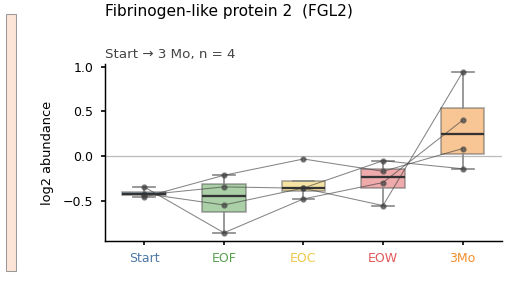 Fibrinogen-like protein 2 (FGL2)
Start → 3 Mo, n = 4
1.0
0.5
0.0
−0.5
log2 abundance
Start EOF EOC EOW 3Mo